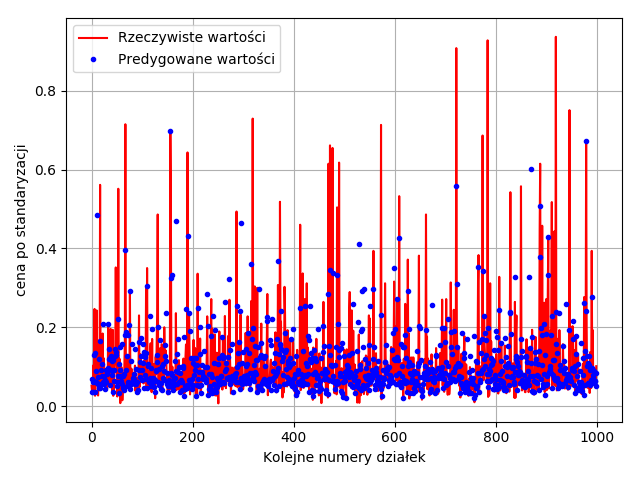 Rzeczywiste wartości
Predygowane wartości
cena po standaryzacji
0.8
0.6
0.4
0.2
0.0
0
200
400
600
800
1000
Kolejne numery działek